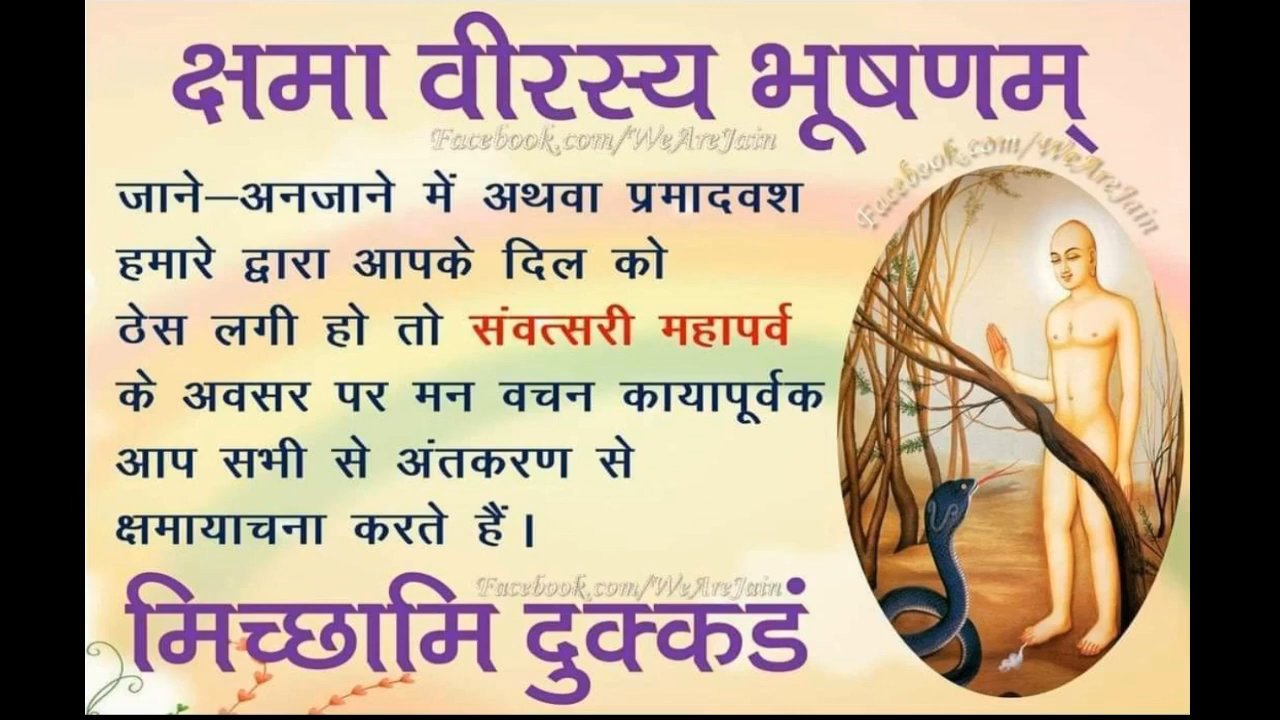 क्षमा वीरस्य भूषणम्
Facebook.com/WeAreJain
Facebook.com/WeAreJain
जाने–अनजाने में अथवा प्रमादवश
हमारे द्वारा आपके दिल को
ठेस लगी हो तो संवत्सरी महापर्व
के अवसर पर मन वचन कायापूर्वक
आप सभी से अंतकरण से
क्षमायाचना करते हैं।
Facebook.com/WeAreJain
मिच्छामि दुक्कडं